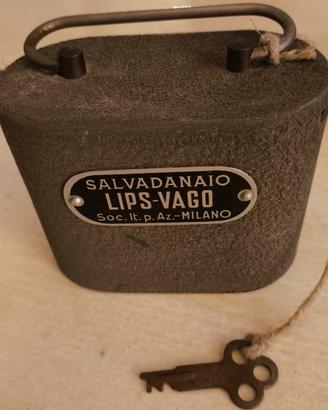 SALVADANAIO
LIPS-VAGO
Soc. It. p. Az.-MILANO